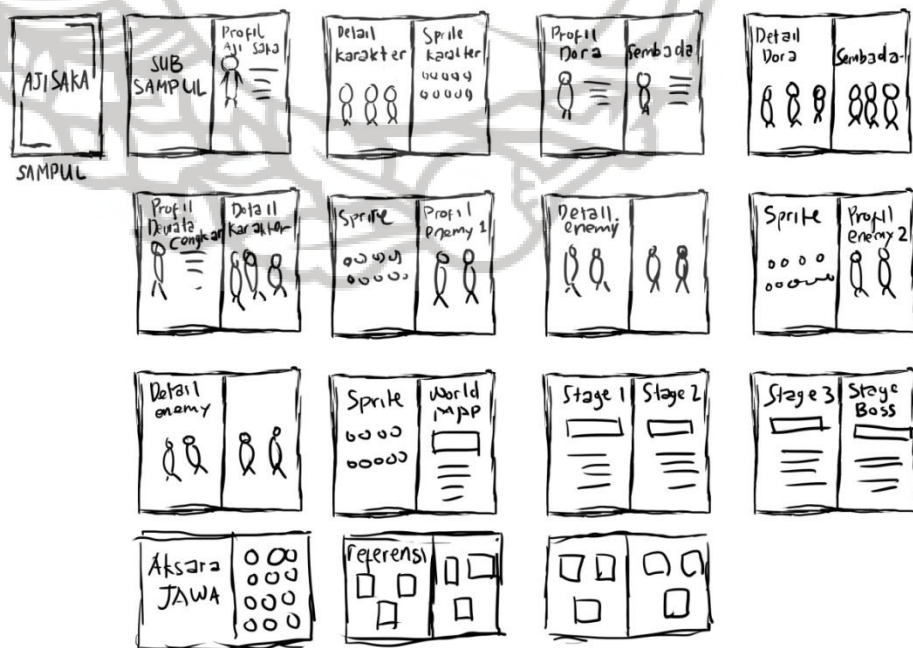 AJI SAKA
SAMPUL
SUB
SAMPUL
Profil
Aji Saka
Detail
Karakter
Sprite
Karakter
Profil
Dora
Sembada
Detail
Dora
Sembada
Profil
Dewata
Cengkar
Detail
Karakter
Sprite
Profil
enemy 1
Detail
enemy
Sprite
Profil
enemy 2
Detail
enemy
Sprite
World
Map
Stage 1
Stage 2
Stage 3
Stage
Boss
Aksara
JAWA
referensi